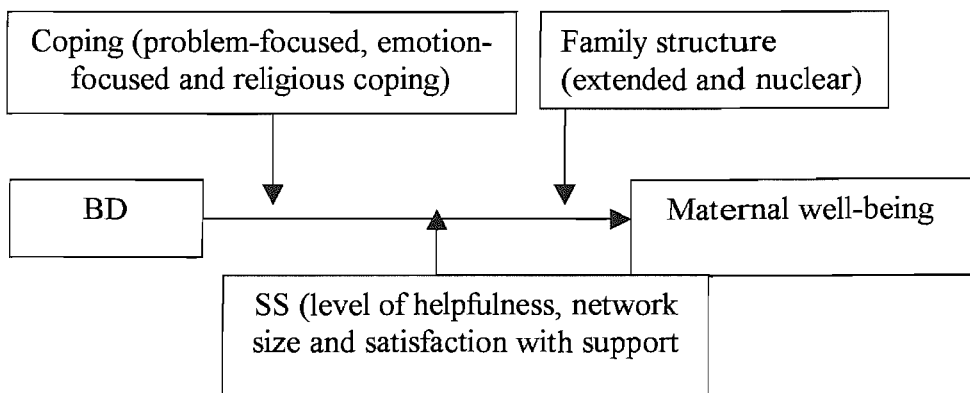 Coping (problem-focused, emotion-
focused and religious coping)
Family structure
(extended and nuclear)
BD
Maternal well-being
SS (level of helpfulness, network
size and satisfaction with support